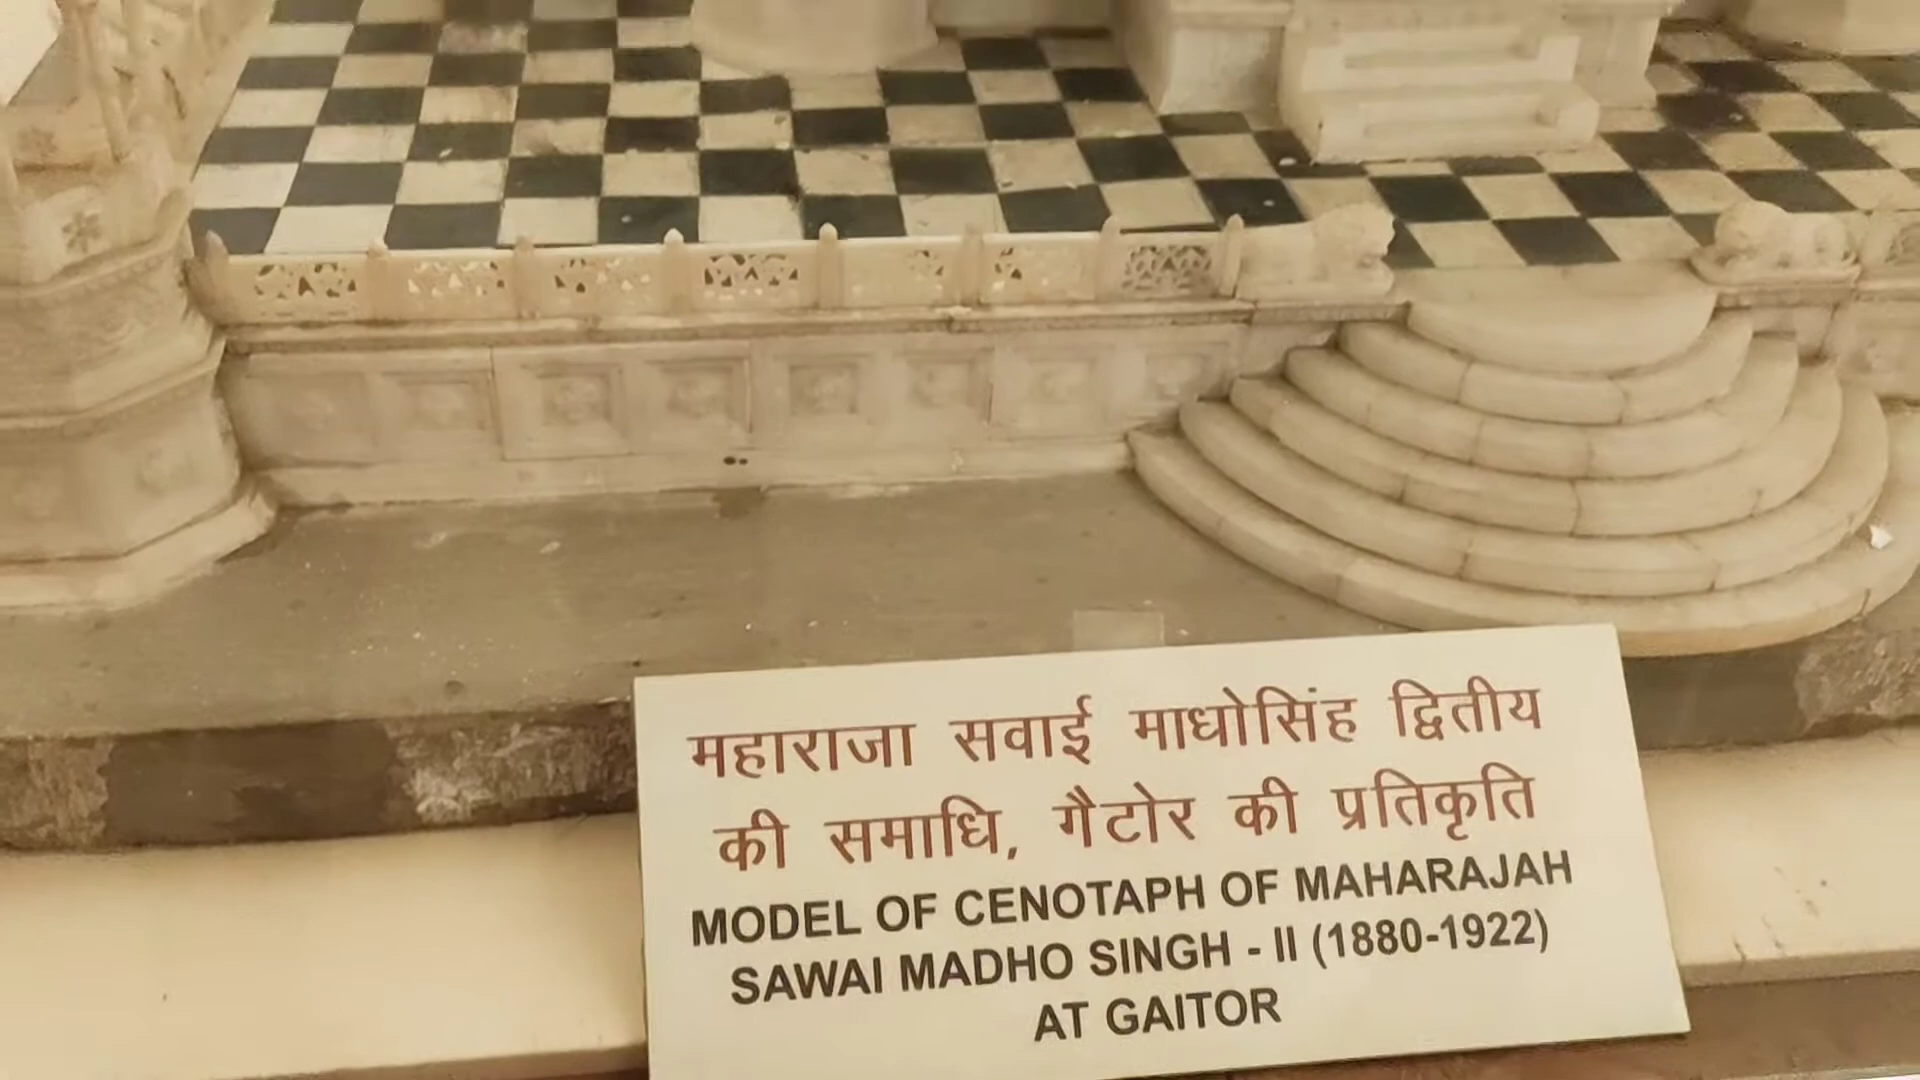 महाराजा सवाई माधोसिंह द्वितीय
की समाधि, गैटोर की प्रतिकृति
MODEL OF CENOTAPH OF MAHARAJAH
SAWAI MADHO SINGH - II (1880-1922)
AT GAITOR